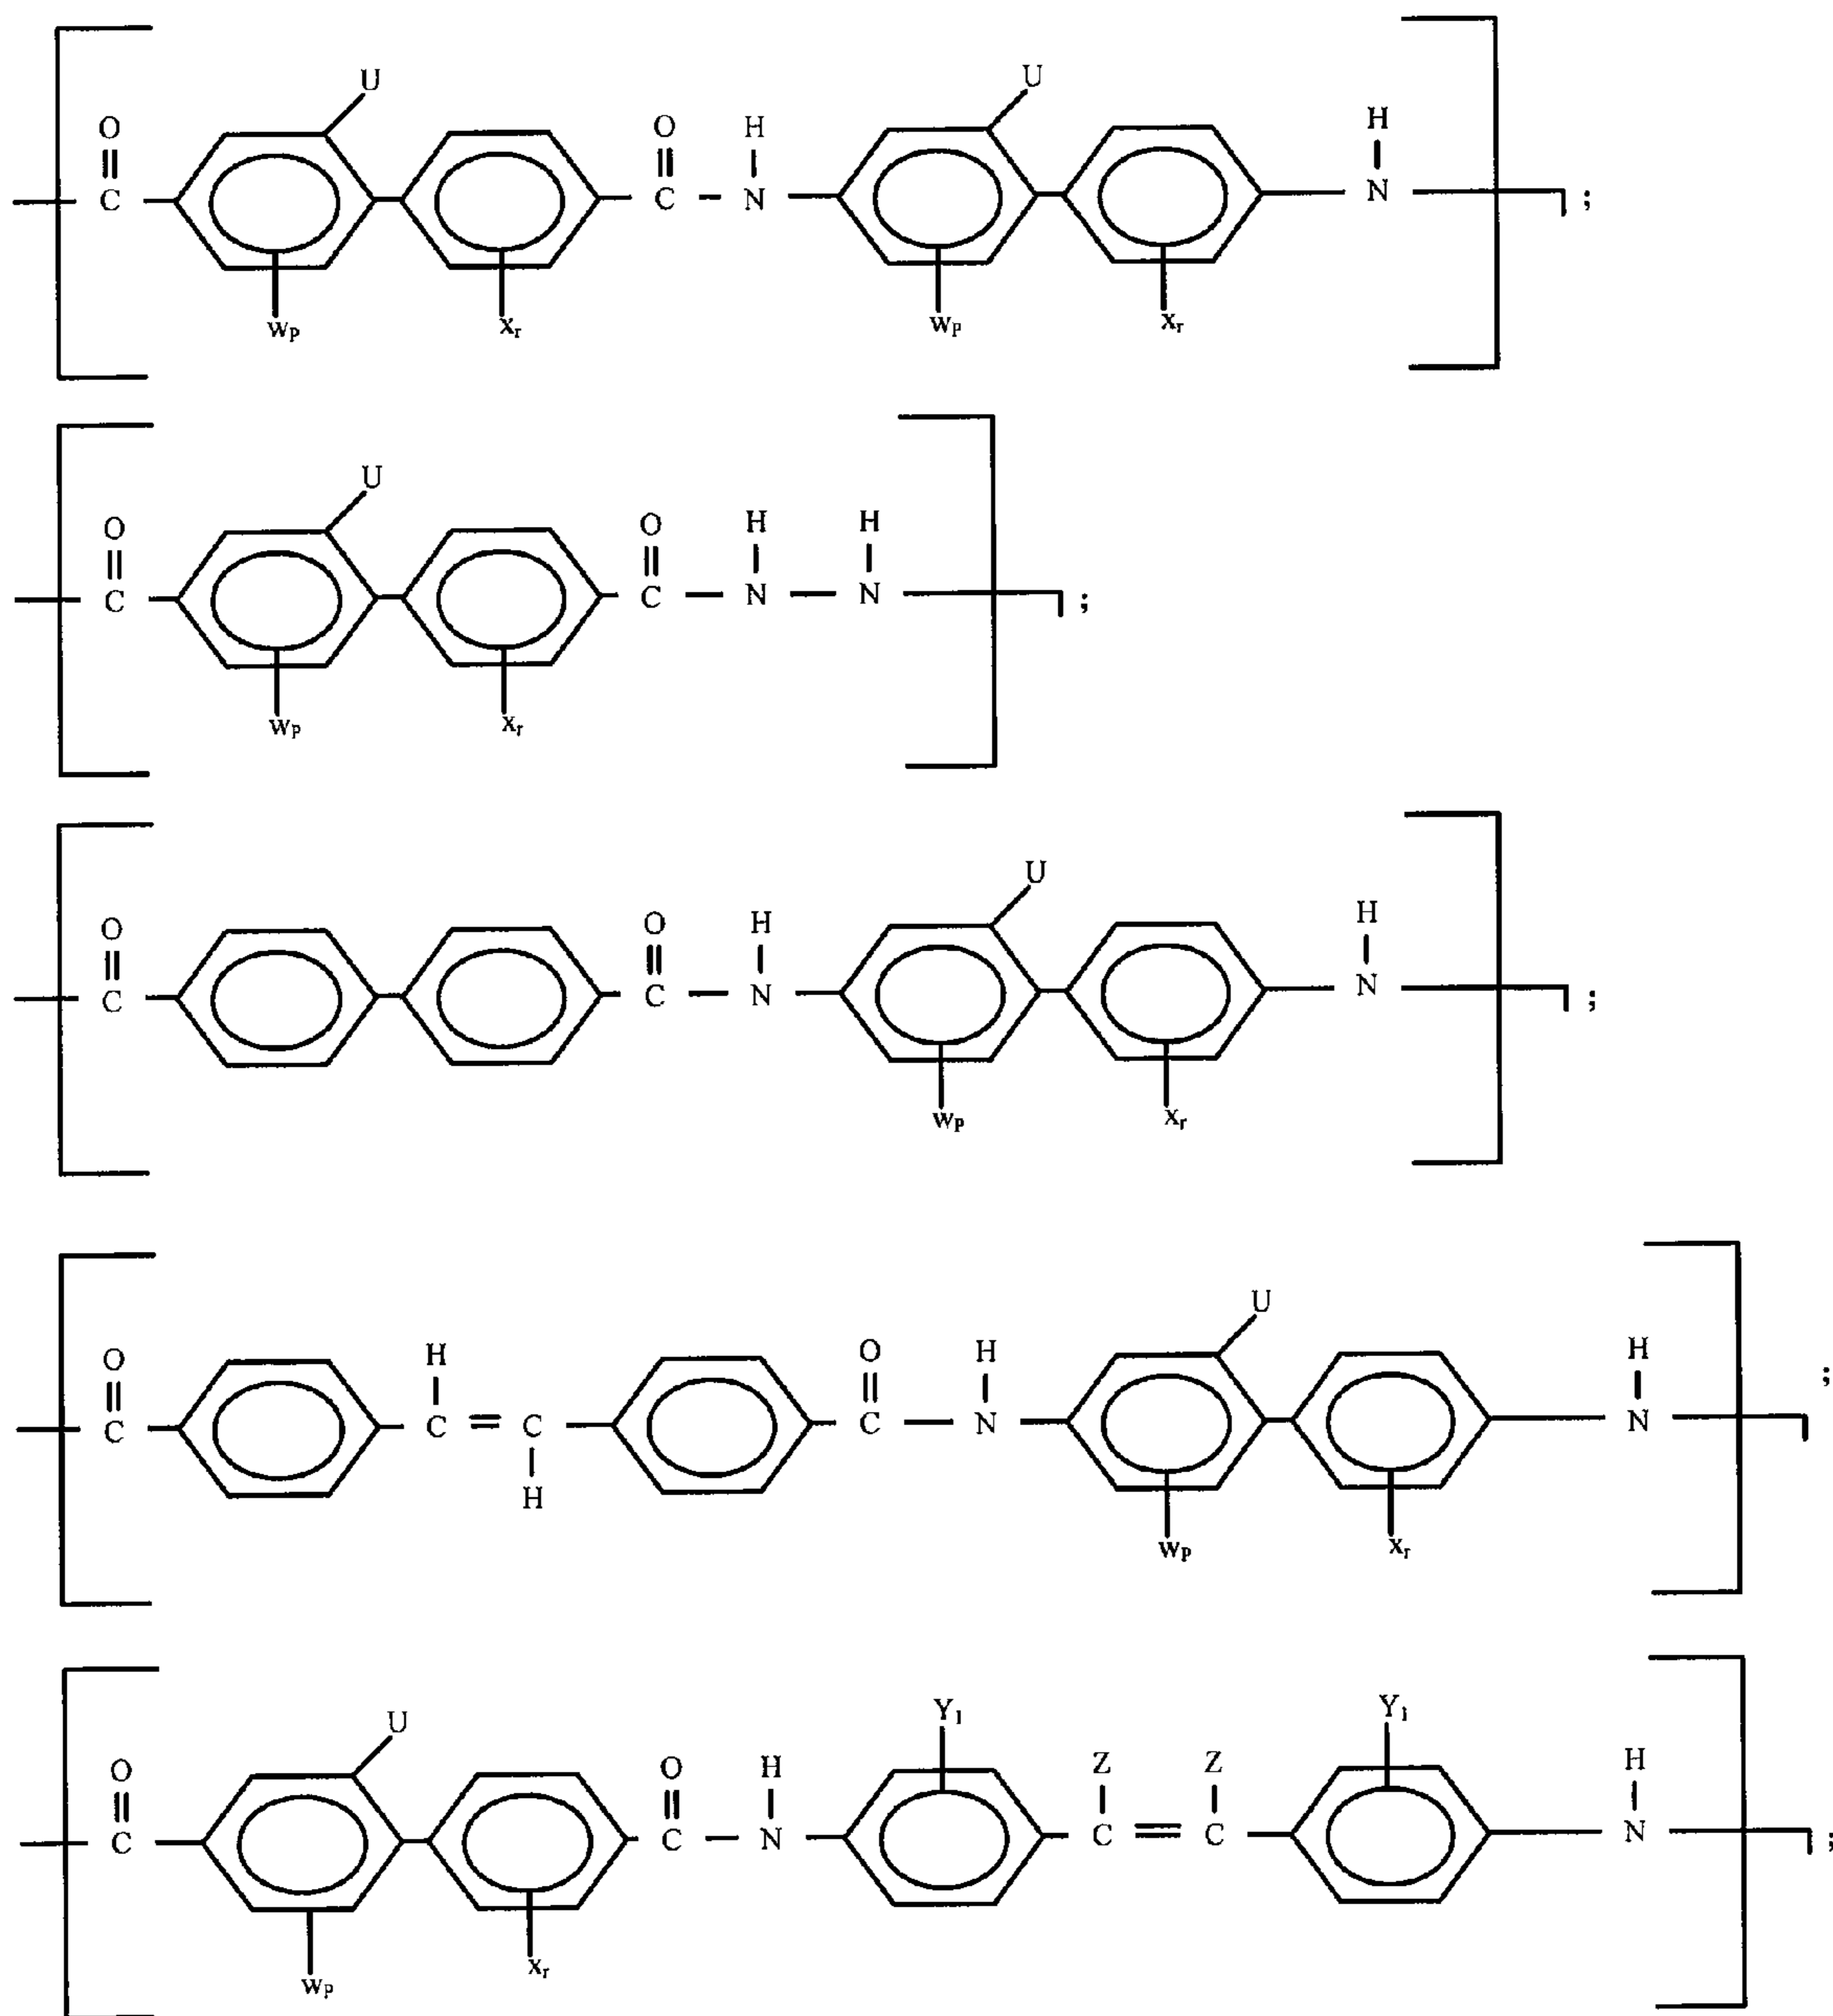 U U
O O H H
C C N N ;
Wp Xr Wp Xr
U
O O H H
C C N N ;
Wp Xr
U
O O H H
C C N N ;
Wp Xr
U
O H O H H ;
C C C C N N
H
Wp Xr
U Y1 Y1
O O H Z Z H
C C N C C N ;
Wp Xr